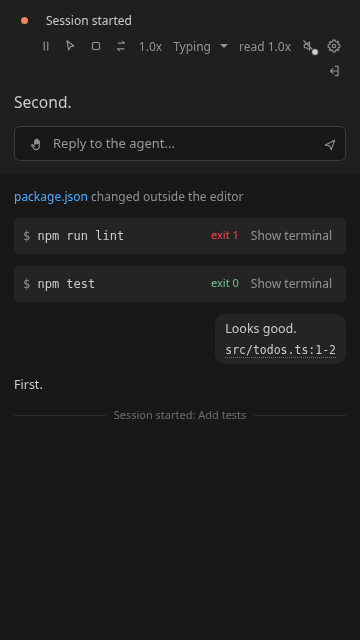 Session started
1.0x Typing read 1.0x
Second.
Reply to the agent...
package.json changed outside the editor
$ npm run lint exit 1 Show terminal
$ npm test exit 0 Show terminal
Looks good.
src/todos.ts:1-2
First.
Session started: Add tests